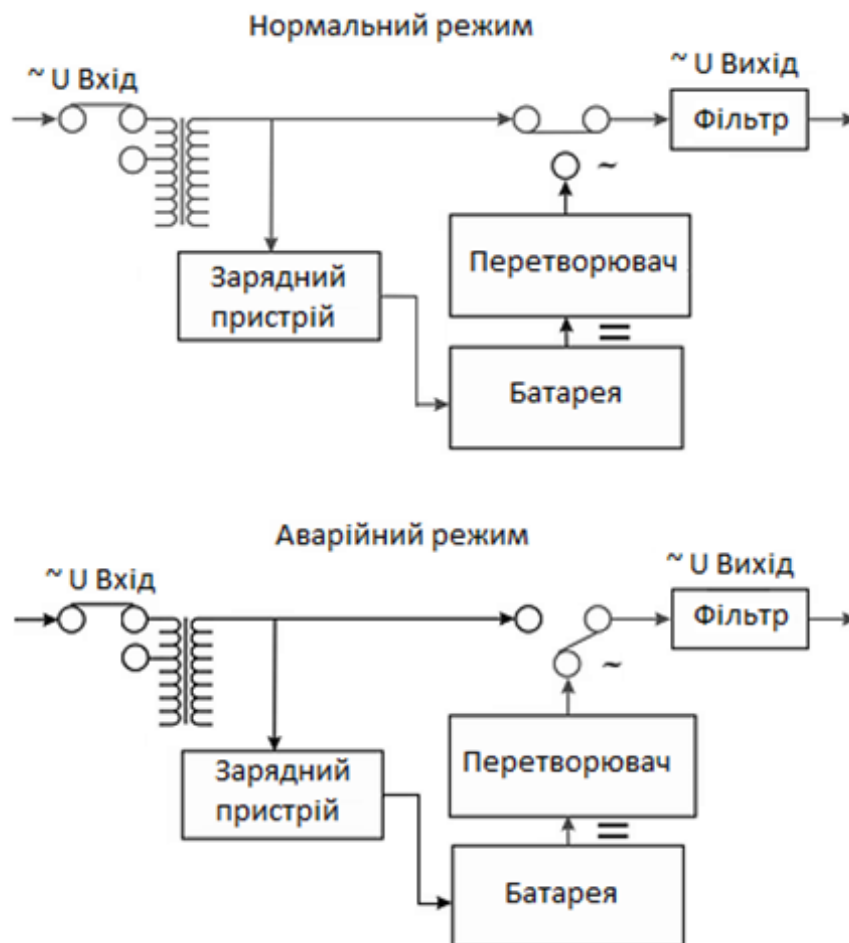 Нормальний режим
~ U Вхід
~ U Вихід
Фільтр
~
Перетворювач
Зарядний
пристрій
=
Батарея
Аварійний режим
~ U Вхід
~ U Вихід
Фільтр
~
Перетворювач
Зарядний
пристрій
=
Батарея